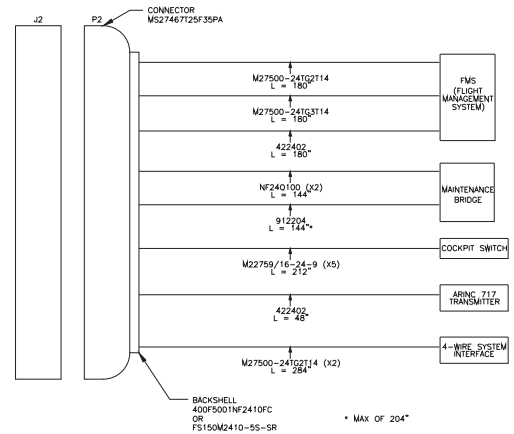 J2
P2
CONNECTOR
MS27467T25F35PA
M27500-24TG2T14
L = 180"
M27500-24TG3T14
L = 180"
422402
L = 180"
FMS
(FLIGHT
MANAGEMENT
SYSTEM)
NF24Q100 (X2)
L = 144"
912204
L = 144"*
MAINTENANCE
BRIDGE
M22759/16-24-9 (X5)
L = 212"
COCKPIT SWITCH
422402
L = 48"
ARINC 717
TRANSMITTER
M27500-24TG2T14 (X2)
L = 284"
4-WIRE SYSTEM
INTERFACE
BACKSHELL
400F5001NF2410FC
OR
FS150M2410-5S-SR
* MAX OF 204"